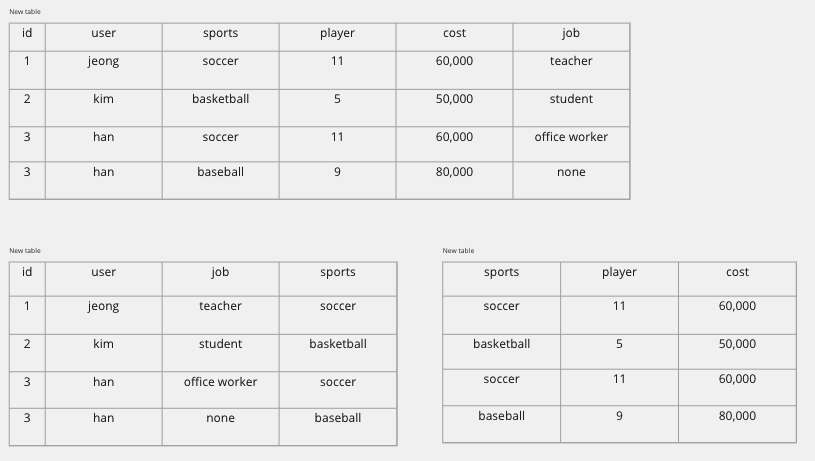 New table
id user sports player cost job
1 jeong soccer 11 60,000 teacher
2 kim basketball 5 50,000 student
3 han soccer 11 60,000 office worker
3 han baseball 9 80,000 none
New table
id user job sports
1 jeong teacher soccer
2 kim student basketball
3 han office worker soccer
3 han none baseball
New table
sports player cost
soccer 11 60,000
basketball 5 50,000
soccer 11 60,000
baseball 9 80,000